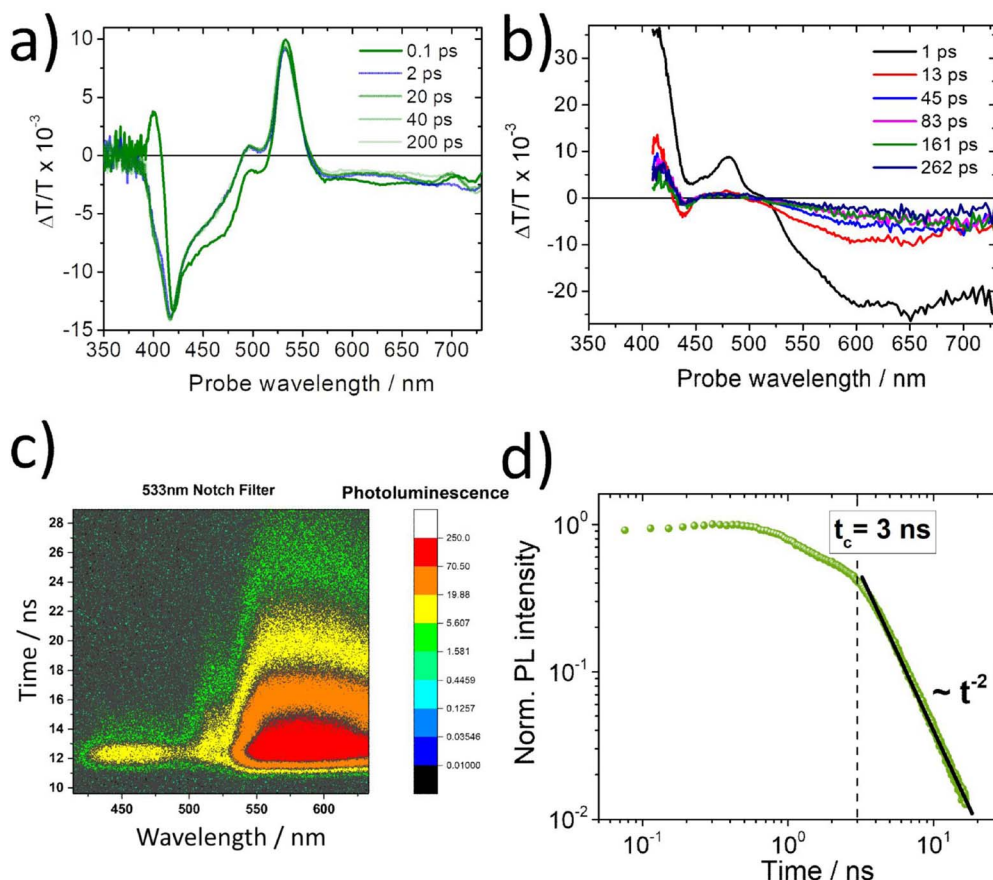 a)
ΔT/T x 10⁻³
10
5
0
-5
-10
-15
350 400 450 500 550 600 650 700
Probe wavelength / nm
0.1 ps
2 ps
20 ps
40 ps
200 ps
b)
ΔT/T x 10⁻³
30
20
10
0
-10
-20
350 400 450 500 550 600 650 700
Probe wavelength / nm
1 ps
13 ps
45 ps
83 ps
161 ps
262 ps
c)
533nm Notch Filter
Photoluminescence
Time / ns
28
26
24
22
20
18
16
14
12
10
450 500 550 600
Wavelength / nm
250.0
70.50
19.88
5.607
1.581
0.4459
0.1257
0.03546
0.01000
d)
Norm. PL intensity
10⁰
10⁻¹
10⁻²
10⁻¹ 10⁰ 10¹
Time / ns
t_c = 3 ns
~ t⁻²